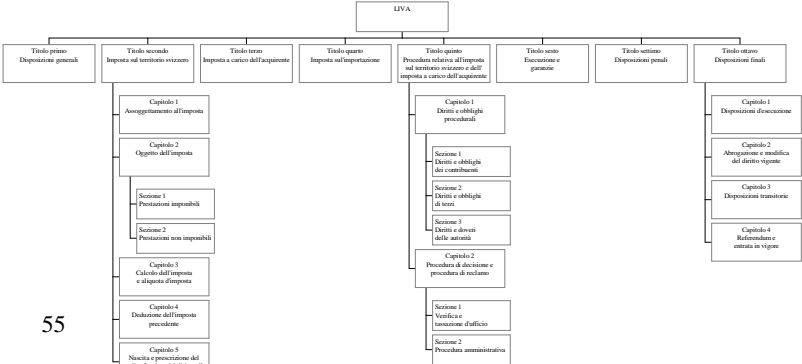 LIVA
Titolo primo
Disposizioni generali
Titolo secondo
Imposta sul territorio svizzero
Titolo terzo
Imposta a carico dell'acquirente
Titolo quarto
Imposta sul'importazione
Titolo quinto
Procedura relativa all'imposta
sul territorio svizzero e dell'
imposta a carico dell'acquirente
Titolo sesto
Esecuzione e
garanzie
Titolo settimo
Disposizioni penali
Titolo ottavo
Disposizioni finali
Capitolo 1
Assoggettamento all'imposta
Capitolo 2
Oggetto dell'imposta
Sezione 1
Prestazioni imponibili
Sezione 2
Prestazioni non imponibili
Capitolo 3
Calcolo dell'imposta
e aliquota d'imposta
Capitolo 4
Deduzione dell'imposta
precedente
Capitolo 5
Nascita e prescrizione del
Capitolo 1
Diritti e obblighi
procedurali
Sezione 1
Diritti e obblighi
dei contribuenti
Sezione 2
Diritti e obblighi
di terzi
Sezione 3
Diritti e doveri
delle autorità
Capitolo 2
Procedura di decisione e
procedura di reclamo
Sezione 1
Verifica e
tassazione d'ufficio
Sezione 2
Procedura amministrativa
Capitolo 1
Disposizioni d'esecuzione
Capitolo 2
Abrogazione e modifica
del diritto vigente
Capitolo 3
Disposizioni transitorie
Capitolo 4
Referendum e
entrata in vigore
55